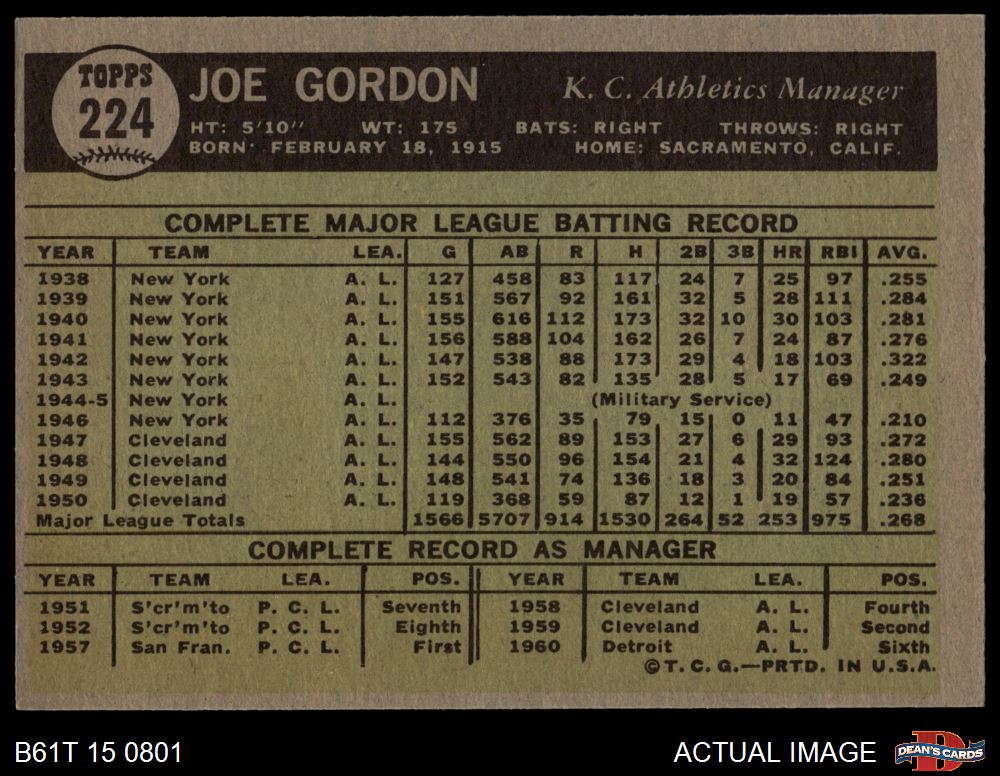 TOPPS
224
JOE GORDON K. C. Athletics Manager
HT: 5'10" WT: 175 BATS: RIGHT THROWS: RIGHT
BORN: FEBRUARY 18, 1915 HOME: SACRAMENTO, CALIF.
COMPLETE MAJOR LEAGUE BATTING RECORD
YEAR TEAM LEA. G AB R H 2B 3B HR RBI AVG.
1938 New York A. L. 127 458 83 117 24 7 25 97 .255
1939 New York A. L. 151 567 92 161 32 5 28 111 .284
1940 New York A. L. 155 616 112 173 32 10 30 103 .281
1941 New York A. L. 156 588 104 162 26 7 24 87 .276
1942 New York A. L. 147 538 88 173 29 4 18 103 .322
1943 New York A. L. 152 543 82 135 28 5 17 69 .249
1944-5 New York A. L. (Military Service)
1946 New York A. L. 112 376 35 79 15 0 11 47 .210
1947 Cleveland A. L. 155 562 89 153 27 6 29 93 .272
1948 Cleveland A. L. 144 550 96 154 21 4 32 124 .280
1949 Cleveland A. L. 148 541 74 136 18 3 20 84 .251
1950 Cleveland A. L. 119 368 59 87 12 1 19 57 .236
Major League Totals 1566 5707 914 1530 264 52 253 975 .268
COMPLETE RECORD AS MANAGER
YEAR TEAM LEA. POS. YEAR TEAM LEA. POS.
1951 S'cr'm'to P. C. L. Seventh 1958 Cleveland A. L. Fourth
1952 S'cr'm'to P. C. L. Eighth 1959 Cleveland A. L. Second
1957 San Fran. P. C. L. First 1960 Detroit A. L. Sixth
©T. C. G.—PRTD. IN U.S.A.
B61T 15 0801 ACTUAL IMAGE DEAN'S CARDS